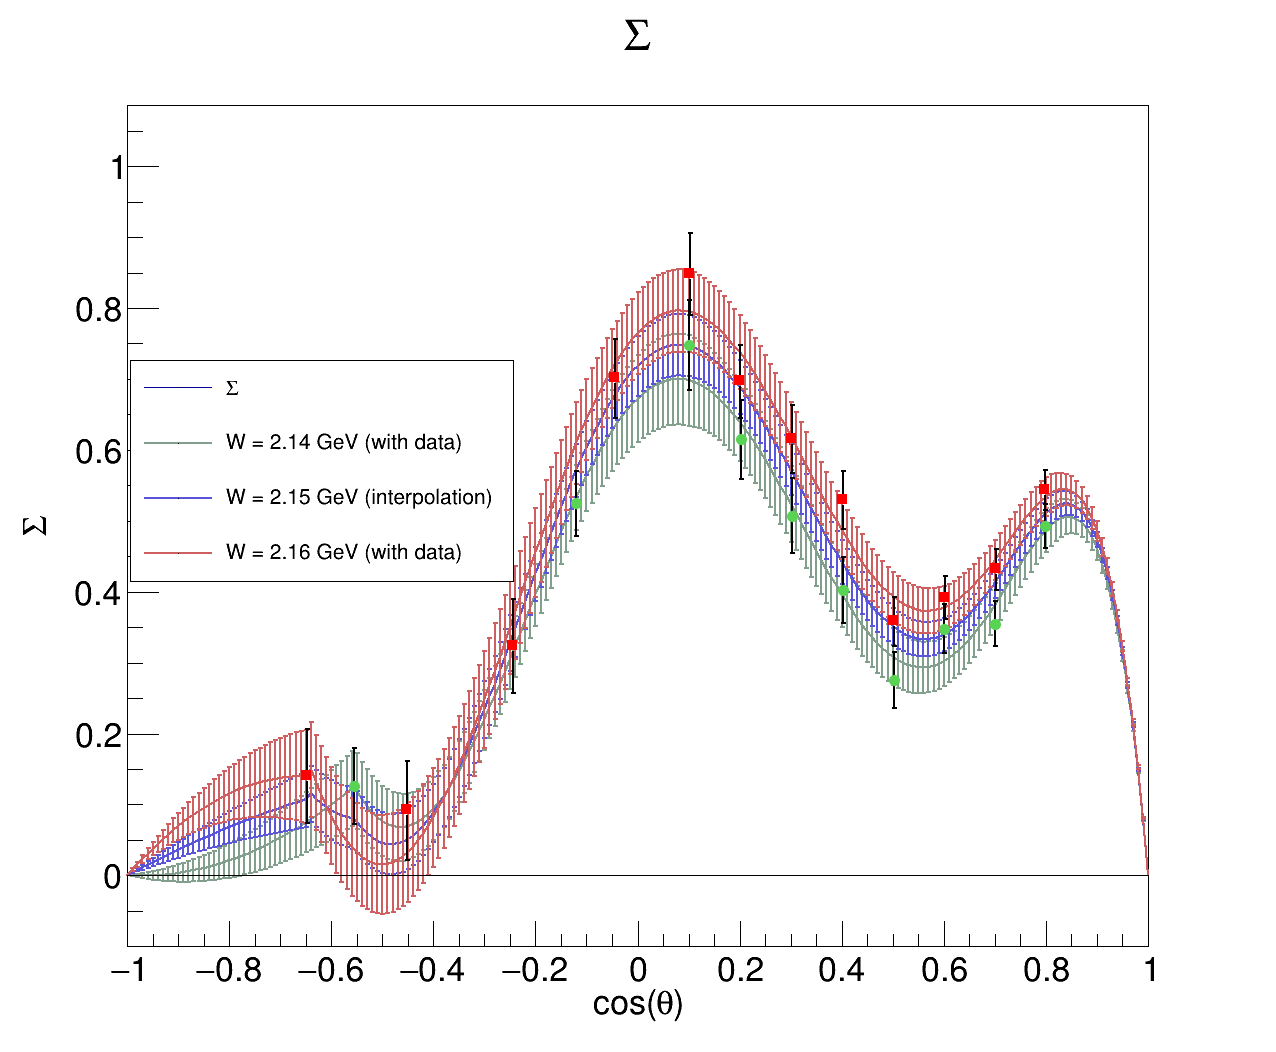 Σ
1
0.8
0.6
0.4
0.2
0
Σ
Σ
W = 2.14 GeV (with data)
W = 2.15 GeV (interpolation)
W = 2.16 GeV (with data)
−1 −0.8 −0.6 −0.4 −0.2 0 0.2 0.4 0.6 0.8 1
cos(θ)